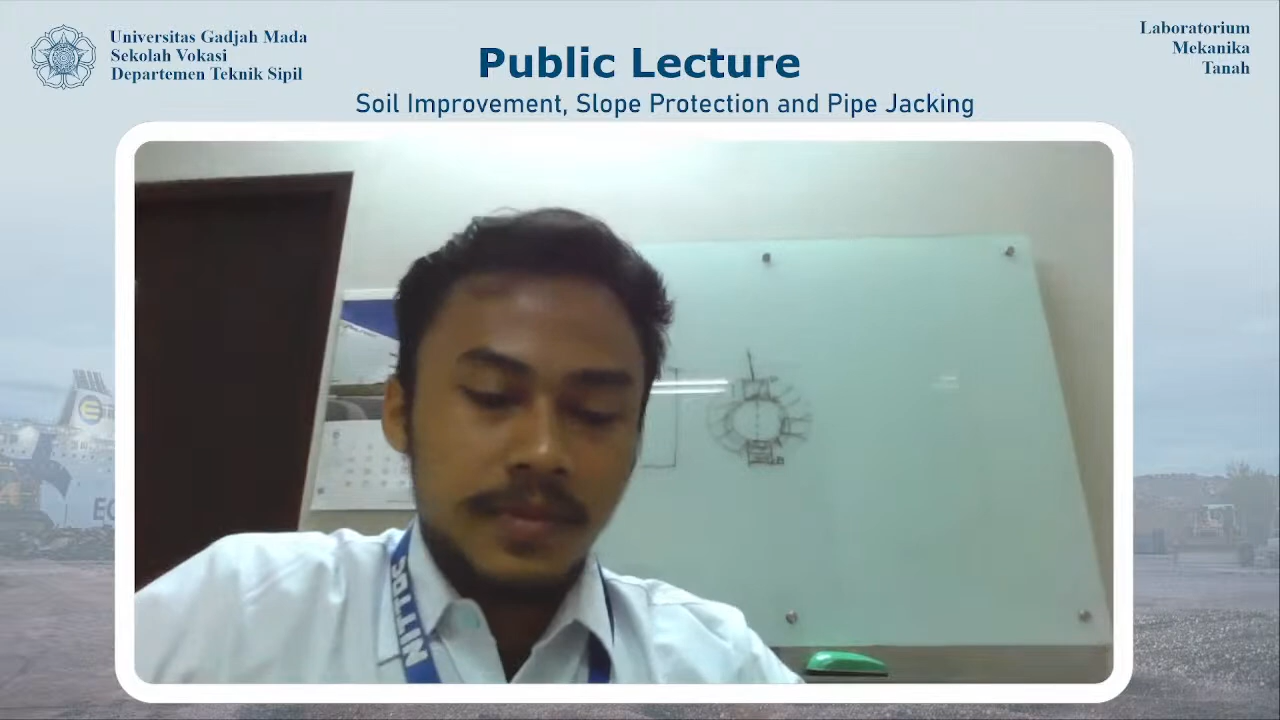 Universitas Gadjah Mada
Sekolah Vokasi
Departemen Teknik Sipil
Public Lecture
Soil Improvement, Slope Protection and Pipe Jacking
Laboratorium
Mekanika
Tanah
NITTOC